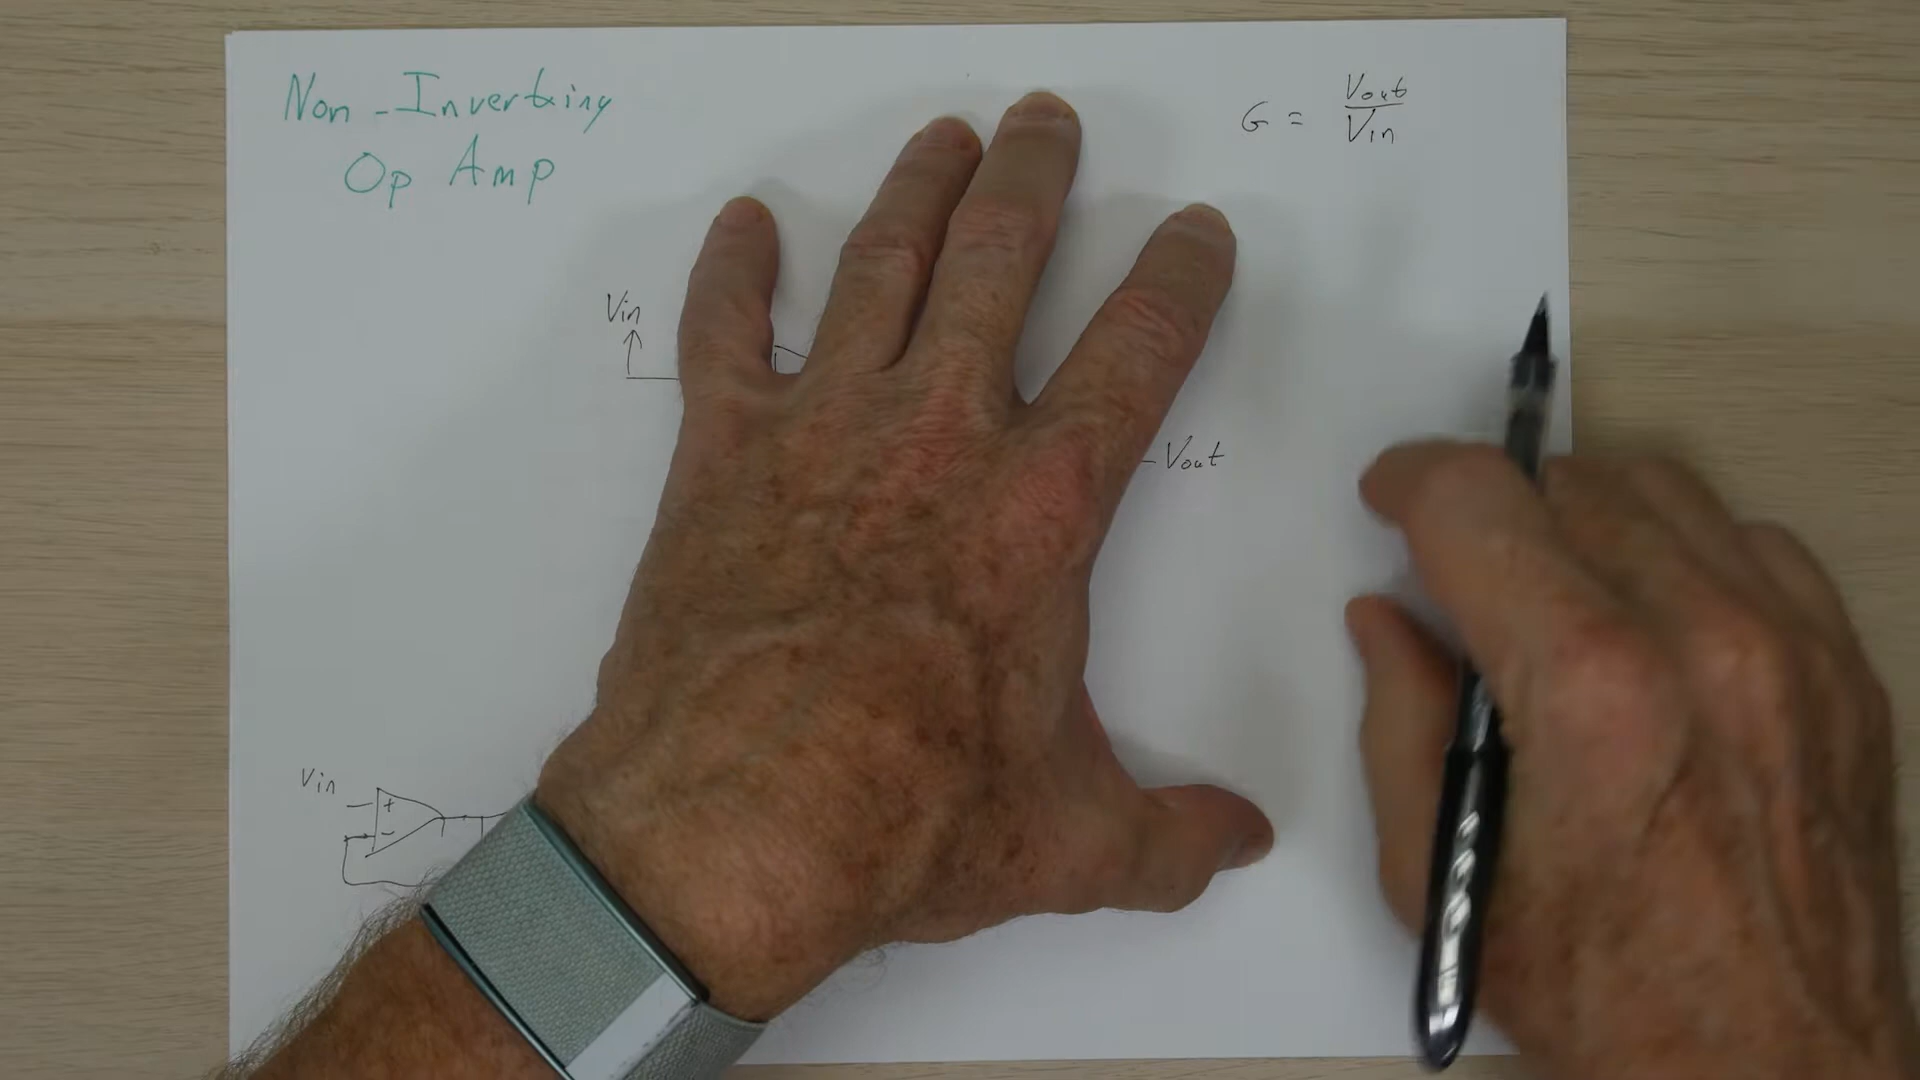 Non-Inverting
Op Amp
G = Vout
Vin
Vin
Vout
Vin
+
-